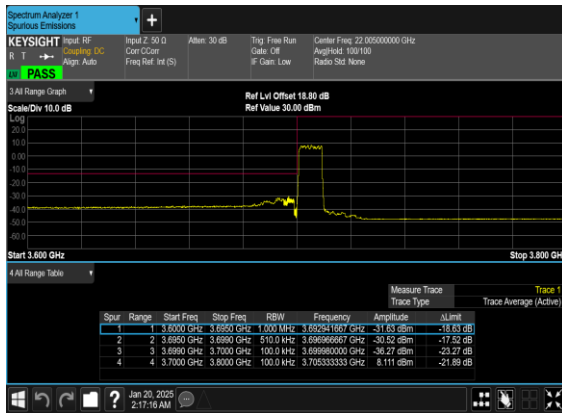 Spectrum Analyzer 1
Spurious Emissions
KEYSIGHT Input: RF Input Z: 50 Ω Atten: 30 dB Trig: Free Run Center Freq: 22.005000000 GHz
R T Coupling: DC Corr CCorr Gate: Off Avg|Hold: 100/100
Align: Auto Freq Ref: Int (S) IF Gain: Low Radio Std: None
PASS
3 All Range Graph
Ref Lvl Offset 18.80 dB
Scale/Div 10.0 dB Ref Value 30.00 dBm
Log
20.0
10.0
0.00
-10.0
-20.0
-30.0
-40.0
-50.0
-60.0
Start 3.600 GHz Stop 3.800 GH
4 All Range Table
Measure Trace Trace 1
Trace Type Trace Average (Active)
Spur Range Start Freq Stop Freq RBW Frequency Amplitude ΔLimit
1 1 3.6000 GHz 3.6950 GHz 1.000 MHz 3.692941667 GHz -31.63 dBm -18.63 dB
2 2 3.6950 GHz 3.6990 GHz 510.0 kHz 3.696966667 GHz -30.52 dBm -17.52 dB
3 3 3.6990 GHz 3.7000 GHz 100.0 kHz 3.699980000 GHz -36.27 dBm -23.27 dB
4 4 3.7000 GHz 3.8000 GHz 100.0 kHz 3.705333333 GHz 8.111 dBm -21.89 dB
Jan 20, 2025
2:17:16 AM